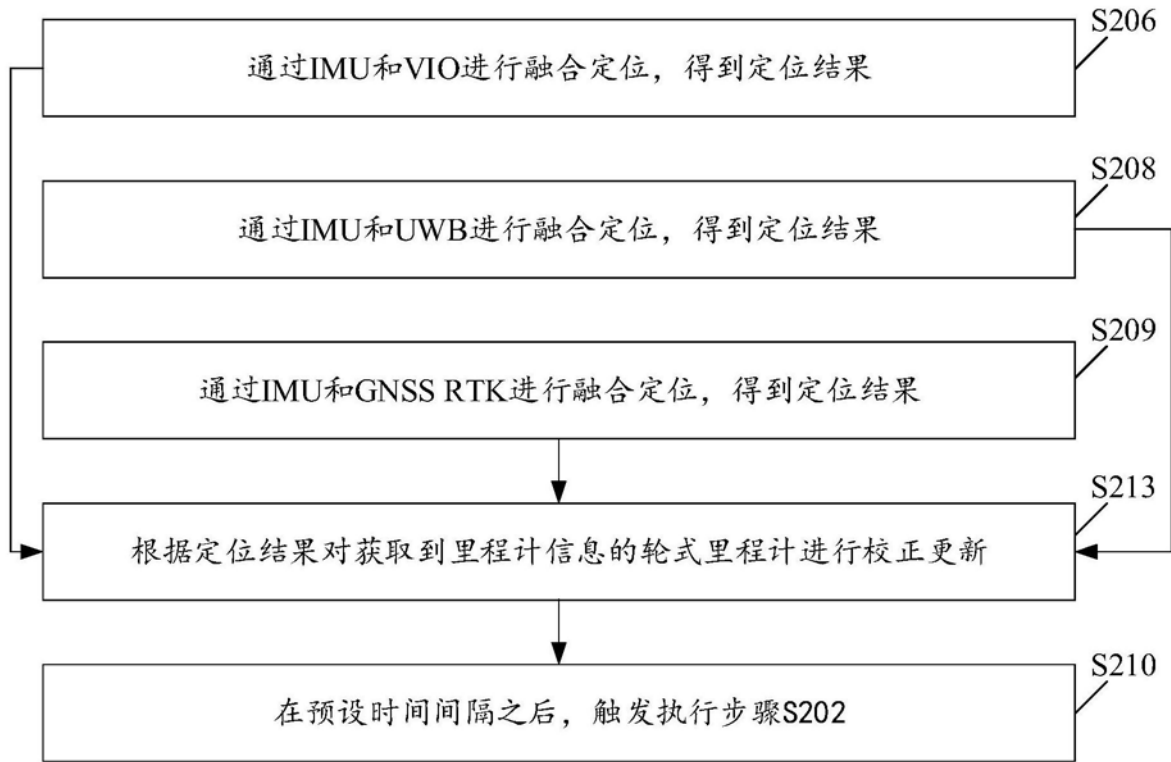 S206
通过IMU和VIO进行融合定位，得到定位结果
S208
通过IMU和UWB进行融合定位，得到定位结果
S209
通过IMU和GNSS RTK进行融合定位，得到定位结果
S213
根据定位结果对获取到里程计信息的轮式里程计进行校正更新
S210
在预设时间间隔之后，触发执行步骤S202